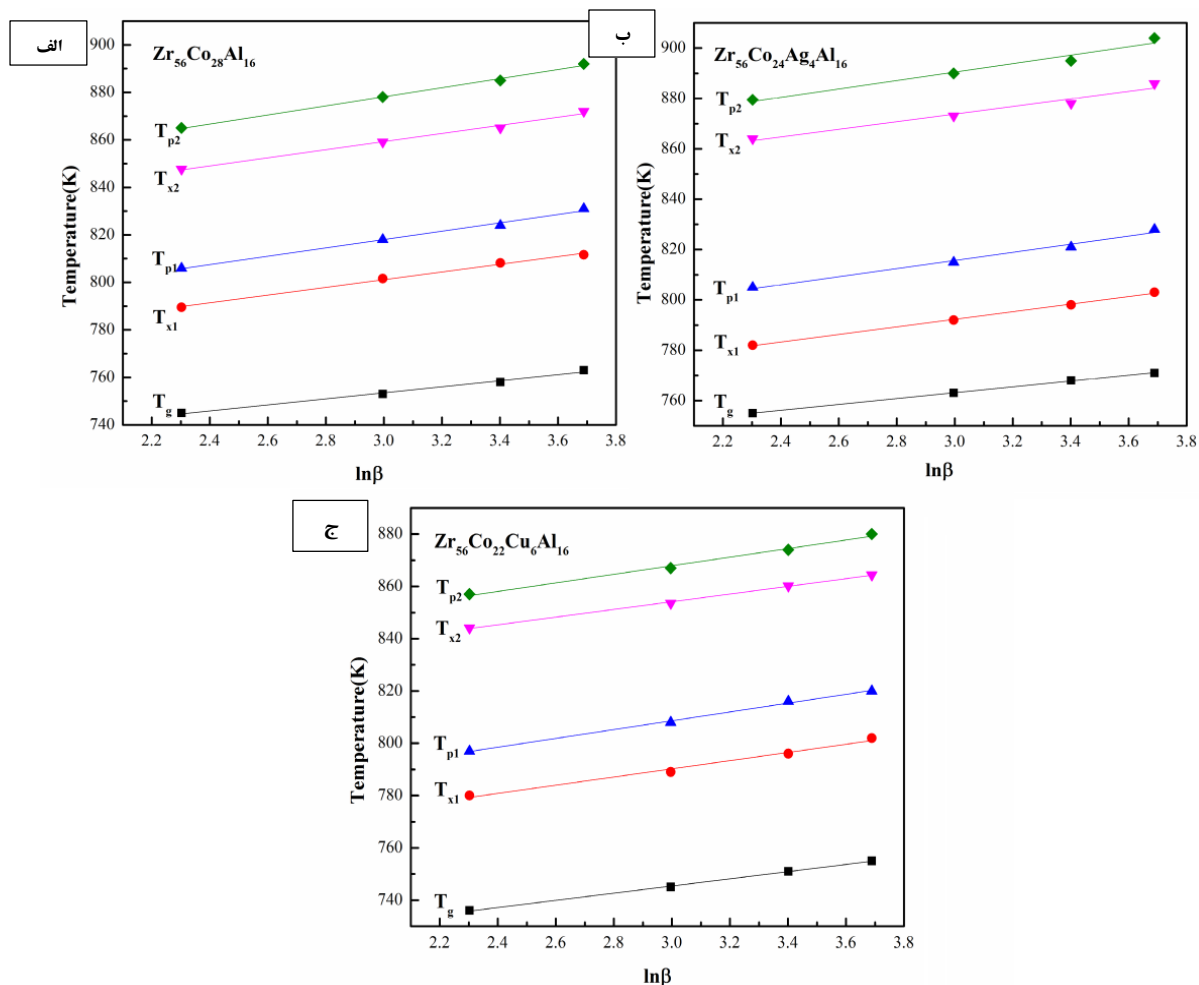 الف
Zr56Co28Al16
Temperature(K)
900
880
860
840
820
800
780
760
740
Tp2
Tx2
Tp1
Tx1
Tg
2.2 2.4 2.6 2.8 3.0 3.2 3.4 3.6 3.8
lnβ
ب
Zr56Co24Ag4Al16
Temperature(K)
900
880
860
840
820
800
780
760
Tp2
Tx2
Tp1
Tx1
Tg
2.2 2.4 2.6 2.8 3.0 3.2 3.4 3.6 3.8
lnβ
ج
Zr56Co22Cu6Al16
Temperature(K)
880
860
840
820
800
780
760
740
Tp2
Tx2
Tp1
Tx1
Tg
2.2 2.4 2.6 2.8 3.0 3.2 3.4 3.6 3.8
lnβ